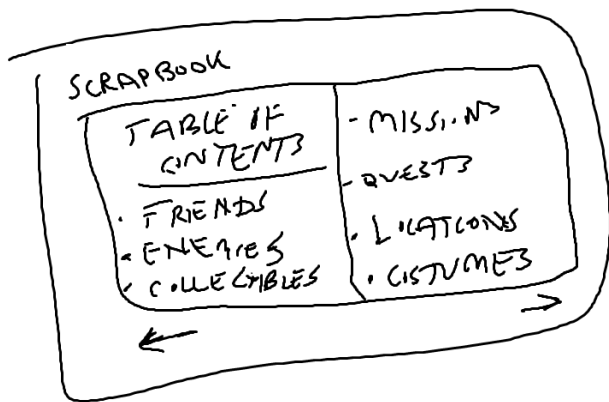 SCRAPBOOK
TABLE OF
CONTENTS
· FRIENDS
· ENEMIES
· COLLECTIBLES
- MISSIONS
- QUESTS
· LOCATIONS
· COSTUMES